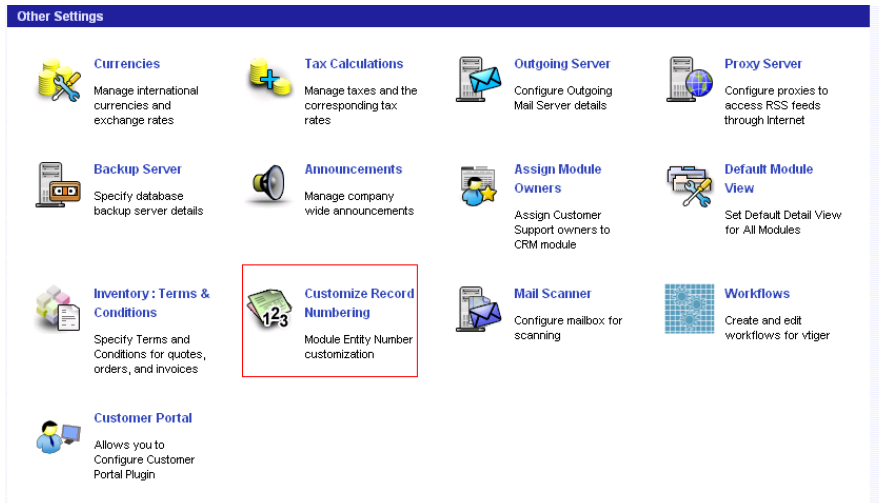 Other Settings
Currencies
Manage international
currencies and
exchange rates
Tax Calculations
Manage taxes and the
corresponding tax
rates
Outgoing Server
Configure Outgoing
Mail Server details
Proxy Server
Configure proxies to
access RSS feeds
through Internet
Backup Server
Specify database
backup server details
Announcements
Manage company
wide announcements
Assign Module
Owners
Assign Customer
Support owners to
CRM module
Default Module
View
Set Default Detail View
for All Modules
Inventory : Terms &
Conditions
Specify Terms and
Conditions for quotes,
orders, and invoices
123
Customize Record
Numbering
Module Entity Number
customization
Mail Scanner
Configure mailbox for
scanning
Workflows
Create and edit
workflows for vtiger
Customer Portal
Allows you to
Configure Customer
Portal Plugin